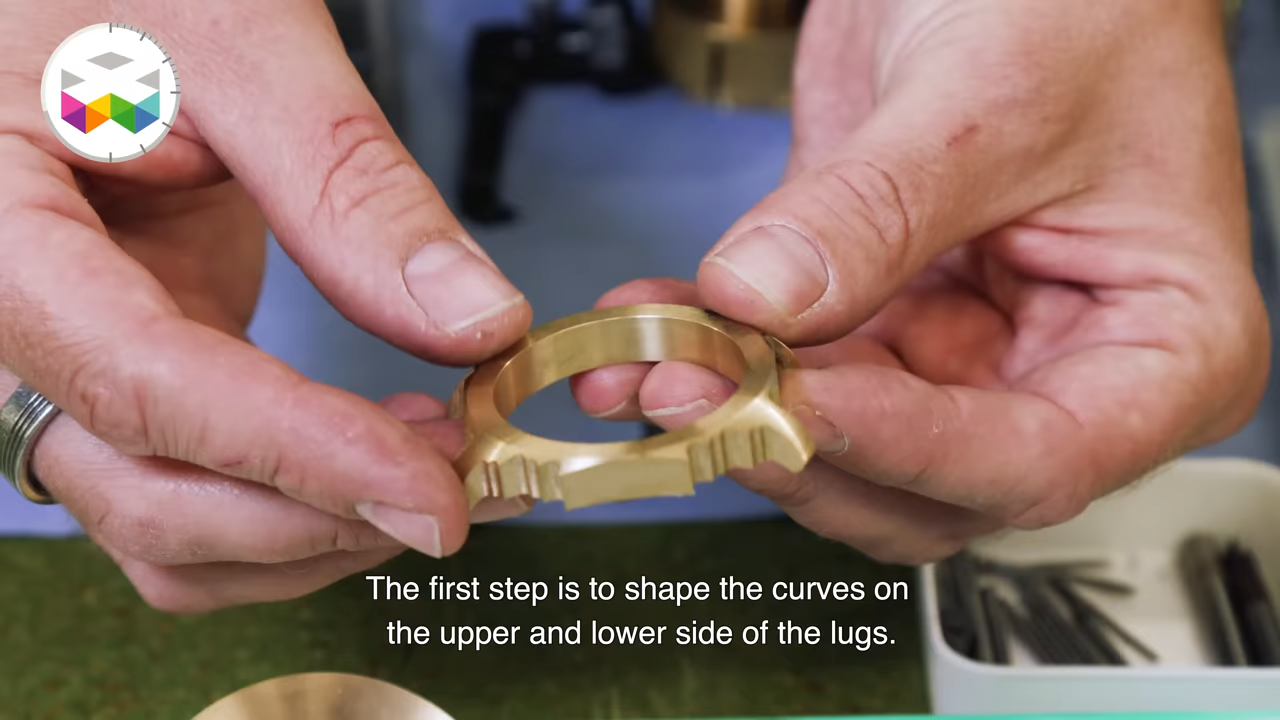 The first step is to shape the curves on
the upper and lower side of the lugs.